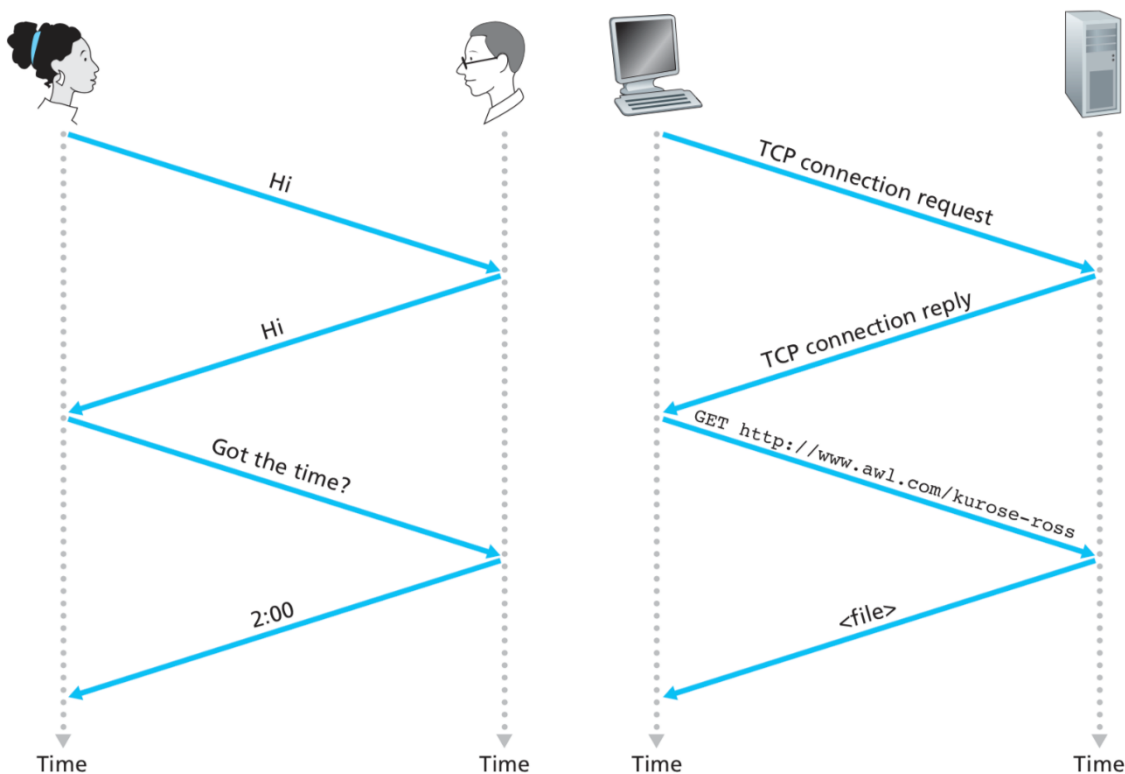 Hi
Hi
Got the time?
2:00
Time
Time
TCP connection request
TCP connection reply
GET http://www.awl.com/kurose-ross
<file>
Time
Time